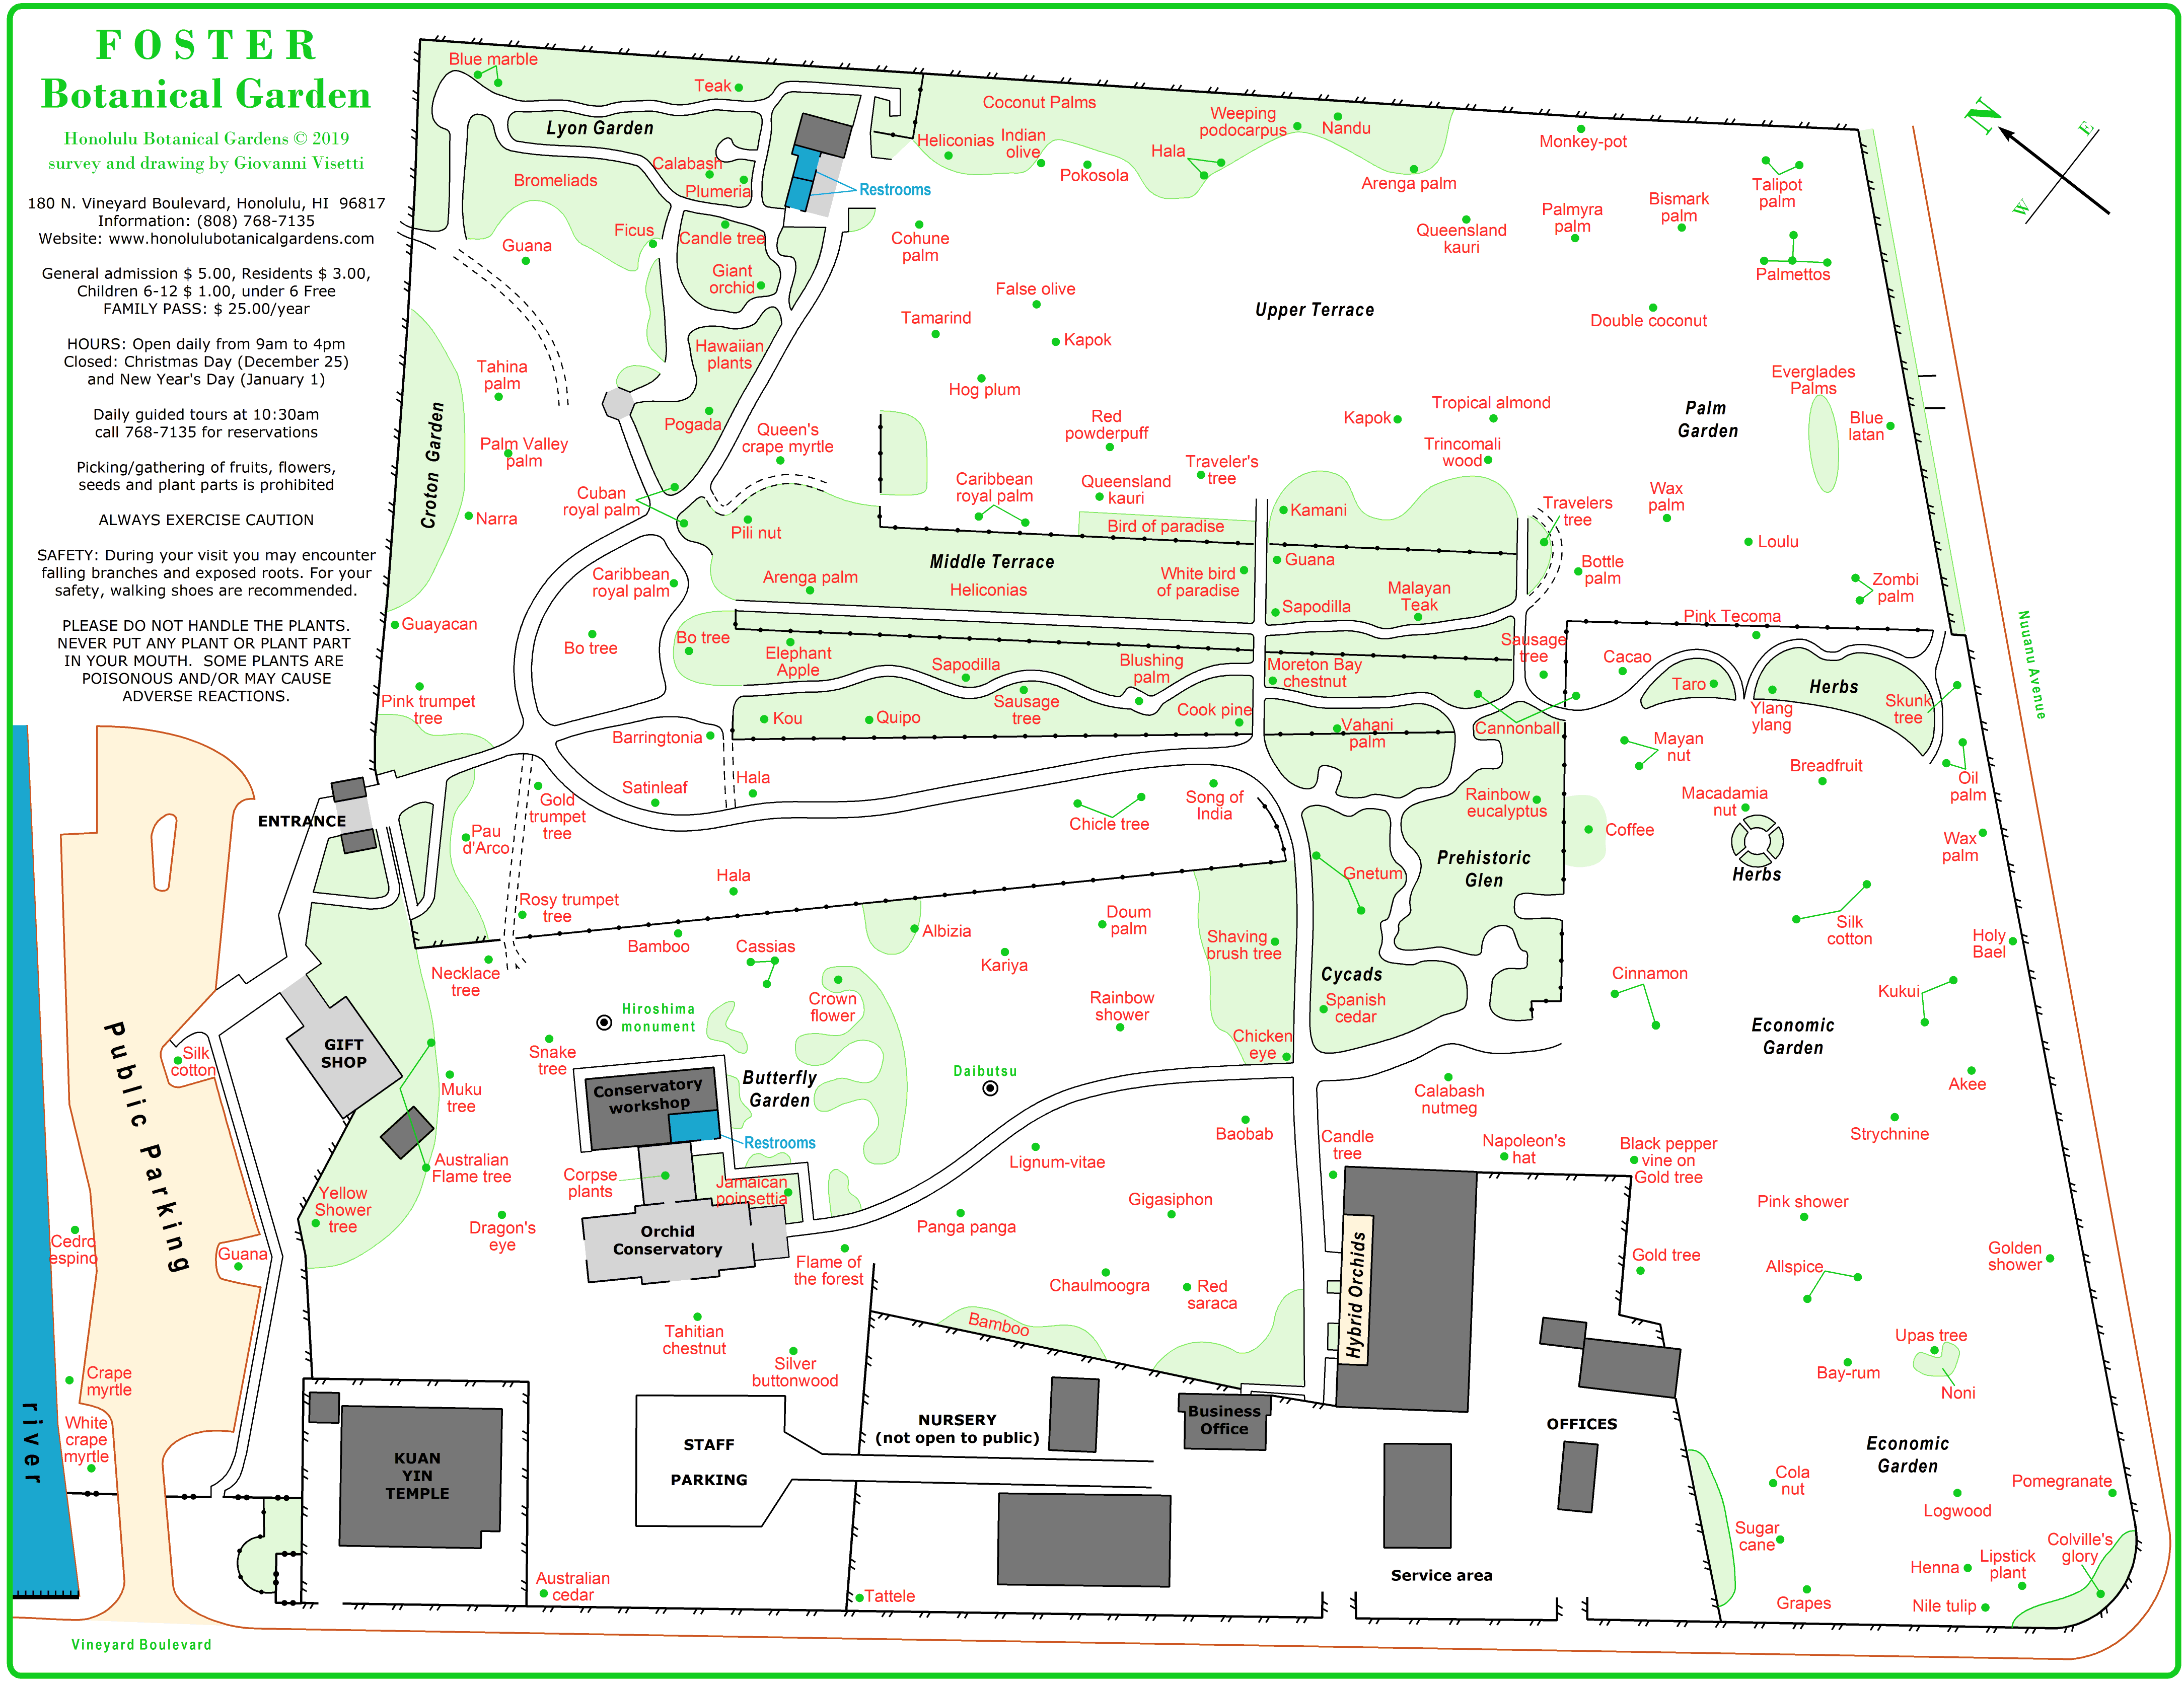 FOSTER
Botanical Garden
Honolulu Botanical Gardens © 2019
survey and drawing by Giovanni Visetti
180 N. Vineyard Boulevard, Honolulu, HI 96817
Information: (808) 768-7135
Website: www.honolulubotanicalgardens.com
General admission $ 5.00, Residents $ 3.00,
Children 6-12 $ 1.00, under 6 Free
FAMILY PASS: $ 25.00/year
HOURS: Open daily from 9am to 4pm
Closed: Christmas Day (December 25)
and New Year's Day (January 1)
Daily guided tours at 10:30am
call 768-7135 for reservations
Picking/gathering of fruits, flowers,
seeds and plant parts is prohibited
ALWAYS EXERCISE CAUTION
SAFETY: During your visit you may encounter
falling branches and exposed roots. For your
safety, walking shoes are recommended.
PLEASE DO NOT HANDLE THE PLANTS.
NEVER PUT ANY PLANT OR PLANT PART
IN YOUR MOUTH. SOME PLANTS ARE
POISONOUS AND/OR MAY CAUSE
ADVERSE REACTIONS.
Blue marble
Teak
Lyon Garden
Calabash
Plumeria
Bromeliads
Restrooms
Guana
Ficus
Candle tree
Giant
orchid
Hawaiian
plants
Tahina
palm
Pogada
Palm Valley
palm
Croton Garden
Queen's
crape myrtle
Cuban
royal palm
Narra
Pili nut
Coconut Palms
Heliconias
Indian
olive
Pokosola
Hala
Weeping
podocarpus
Nandu
Arenga palm
Monkey-pot
Talipot
palm
Bismark
palm
Palmyra
palm
Queensland
kauri
Palmettos
Cohune
palm
False olive
Tamarind
Kapok
Hog plum
Upper Terrace
Double coconut
Everglades
Palms
Blue
latan
Palm
Garden
Kapok
Tropical almond
Trincomali
wood
Red
powderpuff
Traveler's
tree
Caribbean
royal palm
Queensland
kauri
Bird of paradise
Kamani
Travelers
tree
Wax
palm
Loulu
Bottle
palm
Zombi
palm
N
E
W
Nuuanu Avenue
Middle Terrace
Caribbean
royal palm
Arenga palm
Heliconias
White bird
of paradise
Guana
Sapodilla
Malayan
Teak
Guayacan
Bo tree
Bo tree
Elephant
Apple
Sapodilla
Blushing
palm
Moreton Bay
chestnut
Sausage
tree
Pink Tecoma
Cacao
Taro
Herbs
Ylang
ylang
Skunk
tree
Pink trumpet
tree
Barringtonia
Kou
Quipo
Sausage
tree
Cook pine
Vahani
palm
Cannonball
Mayan
nut
Breadfruit
Oil
palm
Satinleaf
Hala
Gold
trumpet
tree
Chicle tree
Song of
India
Rainbow
eucalyptus
Macadamia
nut
Coffee
Herbs
Wax
palm
ENTRANCE
Pau
d'Arco
Hala
Gnetum
Prehistoric
Glen
Rosy trumpet
tree
Bamboo
Cassias
Albizia
Doum
palm
Shaving
brush tree
Silk
cotton
Holy
Bael
Necklace
tree
Kariya
Cycads
Cinnamon
Kukui
Hiroshima
monument
Crown
flower
Rainbow
shower
Spanish
cedar
Chicken
eye
Economic
Garden
GIFT
SHOP
Snake
tree
Silk
cotton
Muku
tree
Conservatory
workshop
Butterfly
Garden
Daibutsu
Restrooms
Calabash
nutmeg
Akee
Public Parking
Australian
Flame tree
Corpse
plants
Jamaican
poinsettia
Lignum-vitae
Baobab
Candle
tree
Napoleon's
hat
Black pepper
vine on
Gold tree
Strychnine
Yellow
Shower
tree
Dragon's
eye
Orchid
Conservatory
Panga panga
Gigasiphon
Pink shower
Cedro
espino
Guana
Flame of
the forest
Chaulmoogra
Red
saraca
Hybrid Orchids
Gold tree
Allspice
Golden
shower
Tahitian
chestnut
Bamboo
Upas tree
Crape
myrtle
Silver
buttonwood
Bay-rum
Noni
river
White
crape
myrtle
KUAN
YIN
TEMPLE
STAFF
PARKING
NURSERY
(not open to public)
Business
Office
OFFICES
Economic
Garden
Cola
nut
Logwood
Pomegranate
Sugar
cane
Colville's
glory
Henna
Lipstick
plant
Service area
Australian
cedar
Tattele
Grapes
Nile tulip
Vineyard Boulevard